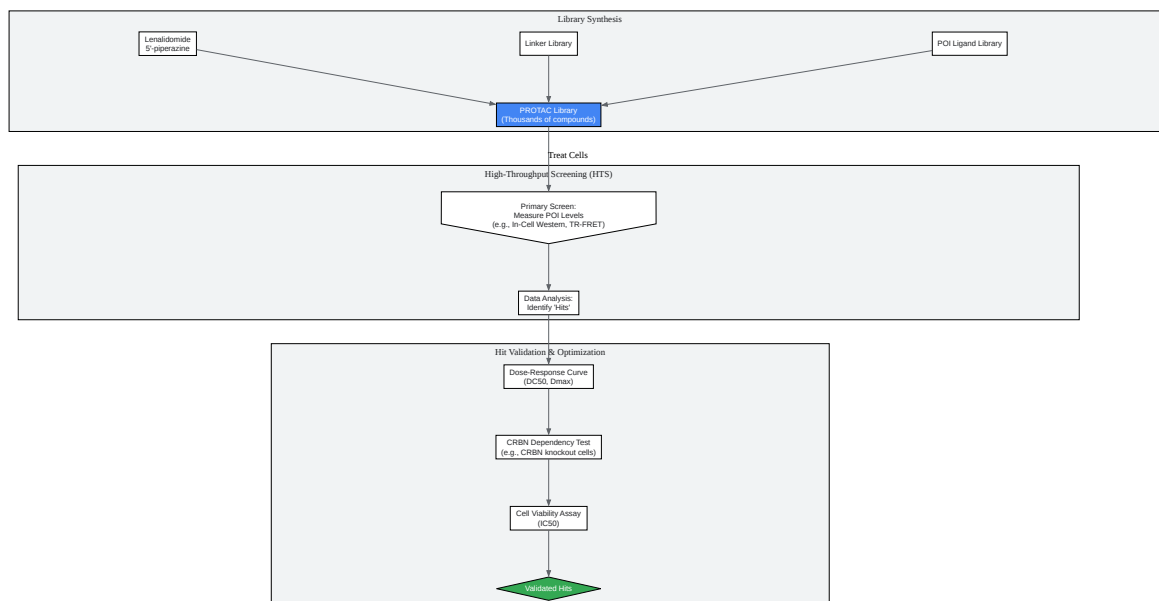 Library Synthesis
Lenalidomide
5'-piperazine
Linker Library
POI Ligand Library
PROTAC Library
(Thousands of compounds)
Treat Cells
High-Throughput Screening (HTS)
Primary Screen:
Measure POI Levels
(e.g., In-Cell Western, TR-FRET)
Data Analysis:
Identify 'Hits'
Hit Validation & Optimization
Dose-Response Curve
(DC50, Dmax)
CRBN Dependency Test
(e.g., CRBN knockout cells)
Cell Viability Assay
(IC50)
Validated Hits